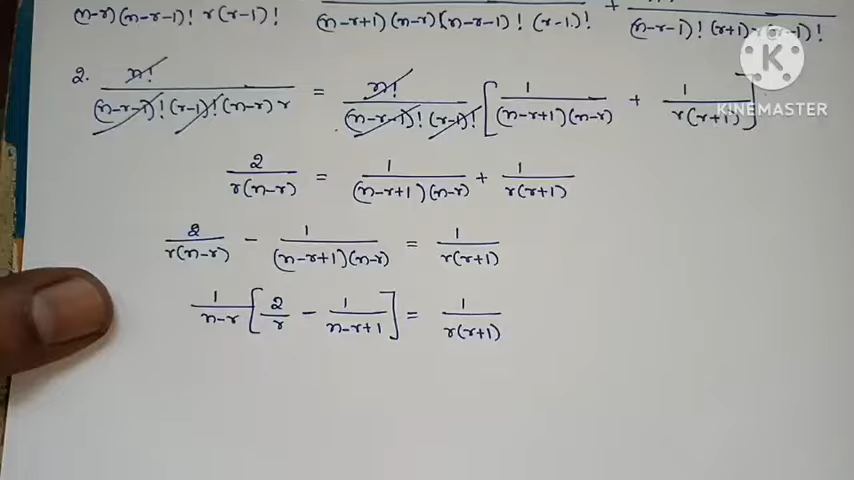 (n-r)(n-r-1)! r(r-1)! (n-r+1)(n-r)(n-r-1)! (r-1)! + (n-r-1)! (r+1)r(r-1)!
2. n!/((n-r-1)!(r-1)!(n-r)r) = n!/((n-r-1)!(r-1)!) [1/((n-r+1)(n-r)) + 1/(r(r+1))]
2/(r(n-r)) = 1/((n-r+1)(n-r)) + 1/(r(r+1))
2/(r(n-r)) - 1/((n-r+1)(n-r)) = 1/(r(r+1))
1/(n-r) [2/r - 1/(n-r+1)] = 1/(r(r+1))
KINEMASTER